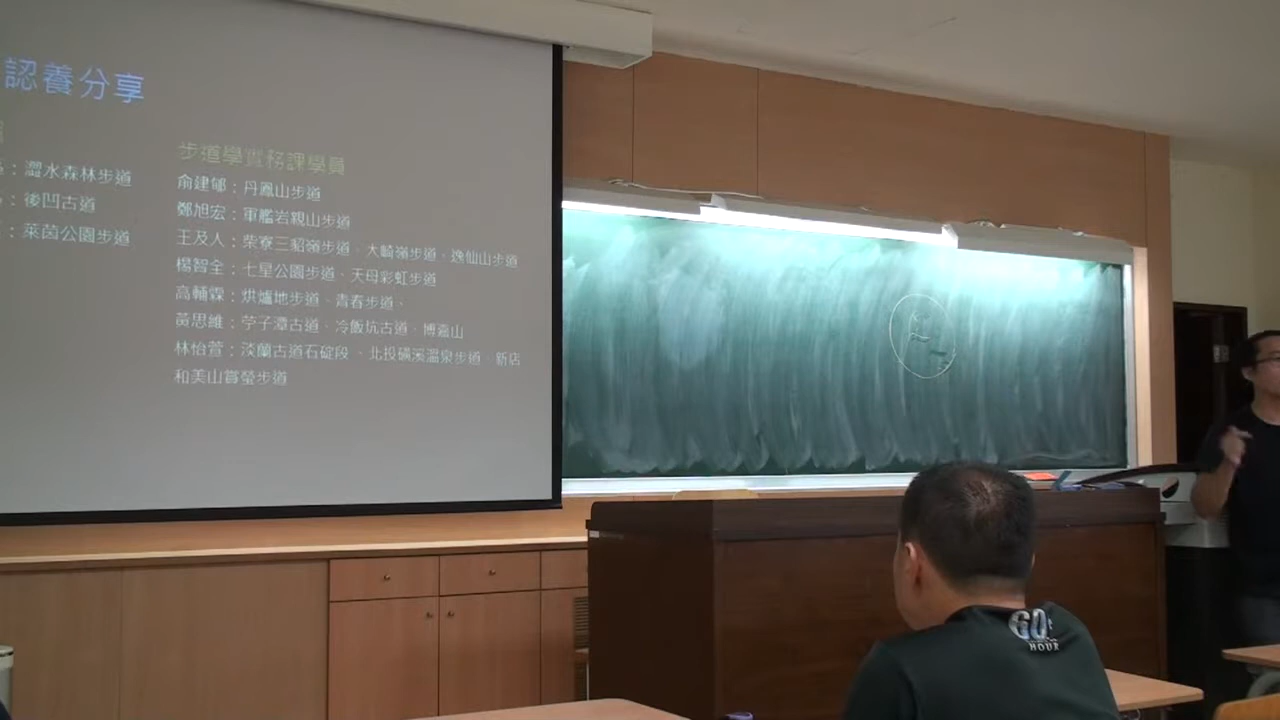 認養分享
：澀水森林步道
：後凹古道
：萊茵公園步道
步道學實務課學員
俞建郁：丹鳳山步道
鄭旭宏：軍艦岩親山步道
王及人：柴寮三貂嶺步道、大崎嶺步道、逸仙山步道
楊智全：七星公園步道、天母彩虹步道
高輔霖：烘爐地步道、青春步道、
黃思維：苧子潭古道、冷飯坑古道、博嘉山
林怡萱：淡蘭古道石碇段、北投磺溪溫泉步道、新店
和美山賞螢步道
60
HOUR